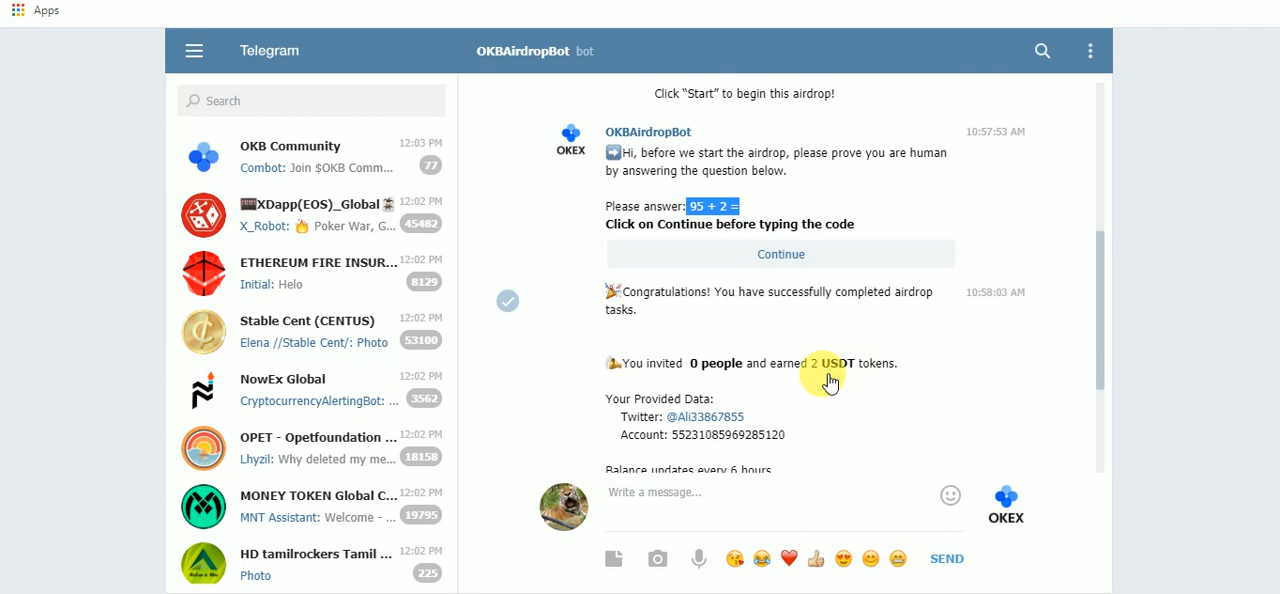 Apps
Telegram
OKBAirdropBot bot
Search
OKB Community 12:03 PM
Combot: Join $OKB Comm... 77
XDapp(EOS)_Global 12:02 PM
X_Robot: 🔥 Poker War, G... 45482
ETHEREUM FIRE INSUR... 12:02 PM
Initial: Helo 8129
Stable Cent (CENTUS) 12:02 PM
Elena //Stable Cent/: Photo 53100
NowEx Global 12:02 PM
CryptocurrencyAlertingBot: ... 3562
OPET - Opetfoundation ... 12:02 PM
Lhyzil: Why deleted my me... 18158
MONEY TOKEN Global C... 12:02 PM
MNT Assistant: Welcome - ... 19795
HD tamilrockers Tamil ... 12:02 PM
Photo 225
Click “Start” to begin this airdrop!
OKBAirdropBot 10:57:53 AM
OKEX
➡Hi, before we start the airdrop, please prove you are human
by answering the question below.
Please answer: 95 + 2 =
Click on Continue before typing the code
Continue
🎉Congratulations! You have successfully completed airdrop 10:58:03 AM
tasks.
You invited 0 people and earned 2 USDT tokens.
Your Provided Data:
Twitter: @Ali33867855
Account: 55231085969285120
Balance updates every 6 hours
Write a message...
OKEX
SEND